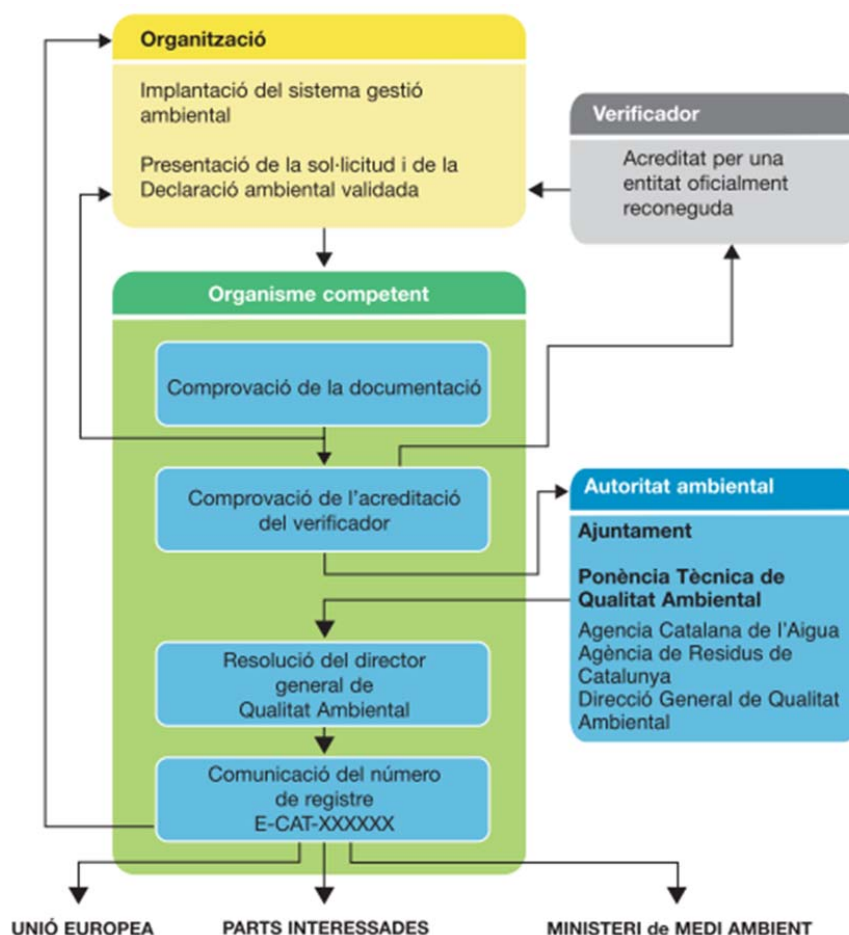 Organització
Implantació del sistema gestió
ambiental
Presentació de la sol·licitud i de la
Declaració ambiental validada
Verificador
Acreditat per una
entitat oficialment
reconeguda
Organisme competent
Comprovació de la documentació
Comprovació de l'acreditació
del verificador
Autoritat ambiental
Ajuntament
Ponència Tècnica de
Qualitat Ambiental
Agencia Catalana de l'Aigua
Agència de Residus de
Catalunya
Direcció General de Qualitat
Ambiental
Resolució del director
general de
Qualitat Ambiental
Comunicació del número
de registre
E-CAT-XXXXXX
UNIÓ EUROPEA
PARTS INTERESSADES
MINISTERI de MEDI AMBIENT